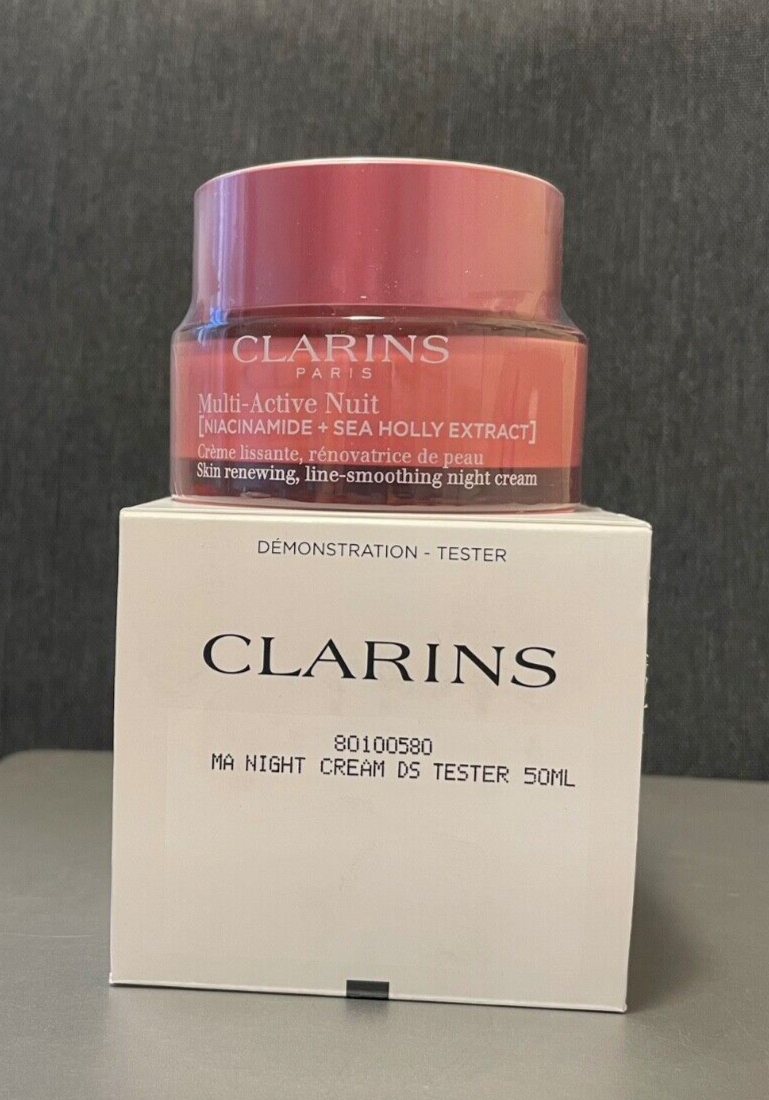 CLARINS
PARIS
Multi-Active Nuit
[NIACINAMIDE + SEA HOLLY EXTRACT]
Crème lissante, rénovatrice de peau
Skin renewing, line-smoothing night cream
DÉMONSTRATION - TESTER
CLARINS
80100580
MA NIGHT CREAM DS TESTER 50ML